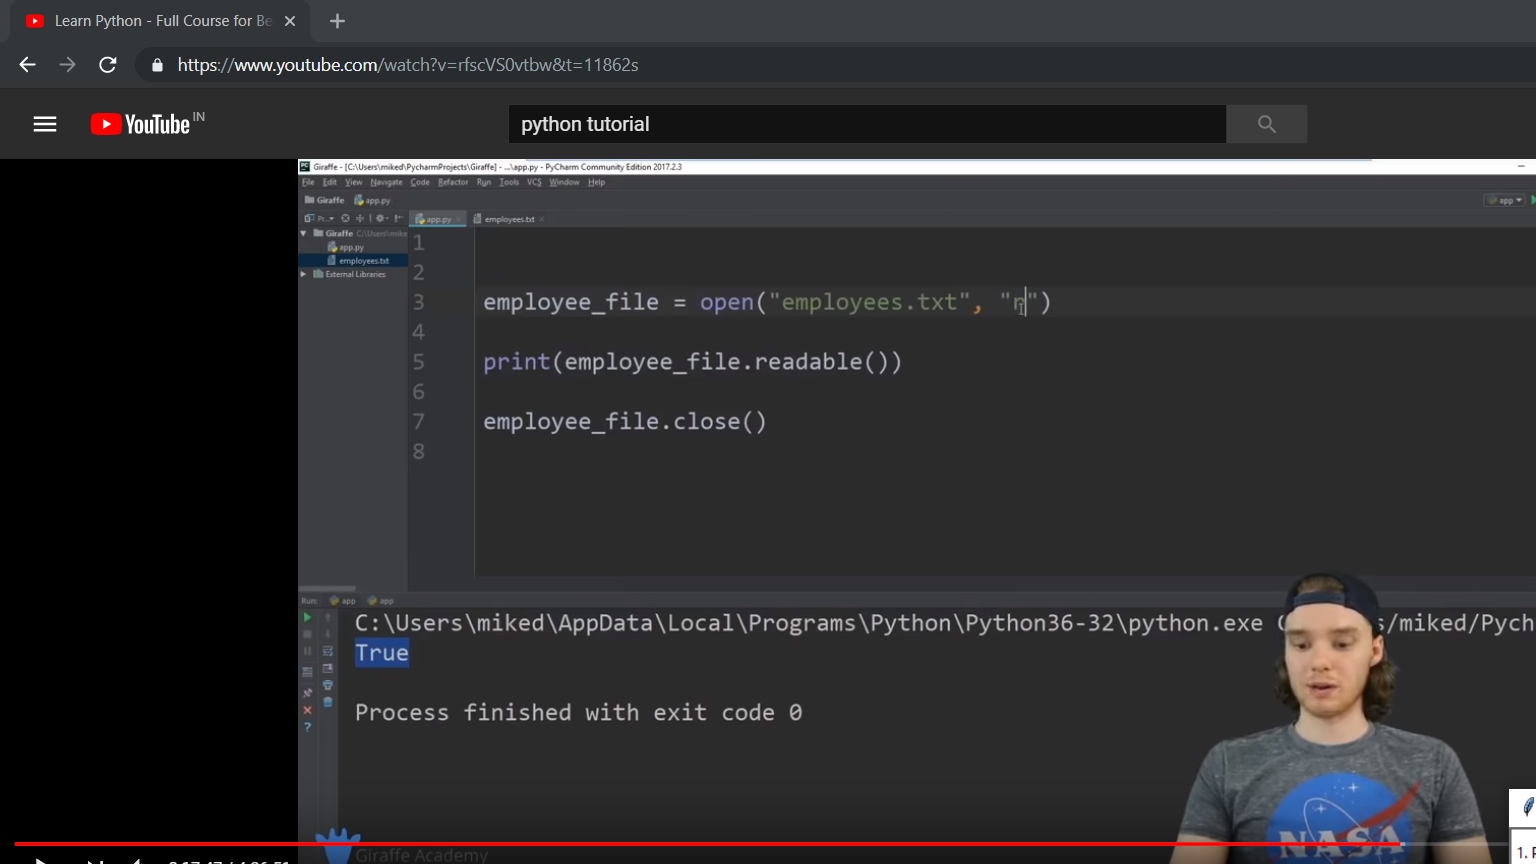 Learn Python - Full Course for Be
https://www.youtube.com/watch?v=rfscVS0vtbw&t=11862s
YouTube IN
python tutorial
Giraffe - [C:\Users\miked\PycharmProjects\Giraffe] - ...\app.py - PyCharm Community Edition 2017.2.3
File Edit View Navigate Code Refactor Run Tools VCS Window Help
Giraffe app.py
app
Pr..
app.py employees.txt
Giraffe C:\Users\mike
app.py
employees.txt
External Libraries
1
2
3 employee_file = open("employees.txt", "r")
4
5 print(employee_file.readable())
6
7 employee_file.close()
8
Run: app app
C:\Users\miked\AppData\Local\Programs\Python\Python36-32\python.exe C s/miked/Pych
True
Process finished with exit code 0
NASA
Giraffe Academy
1.